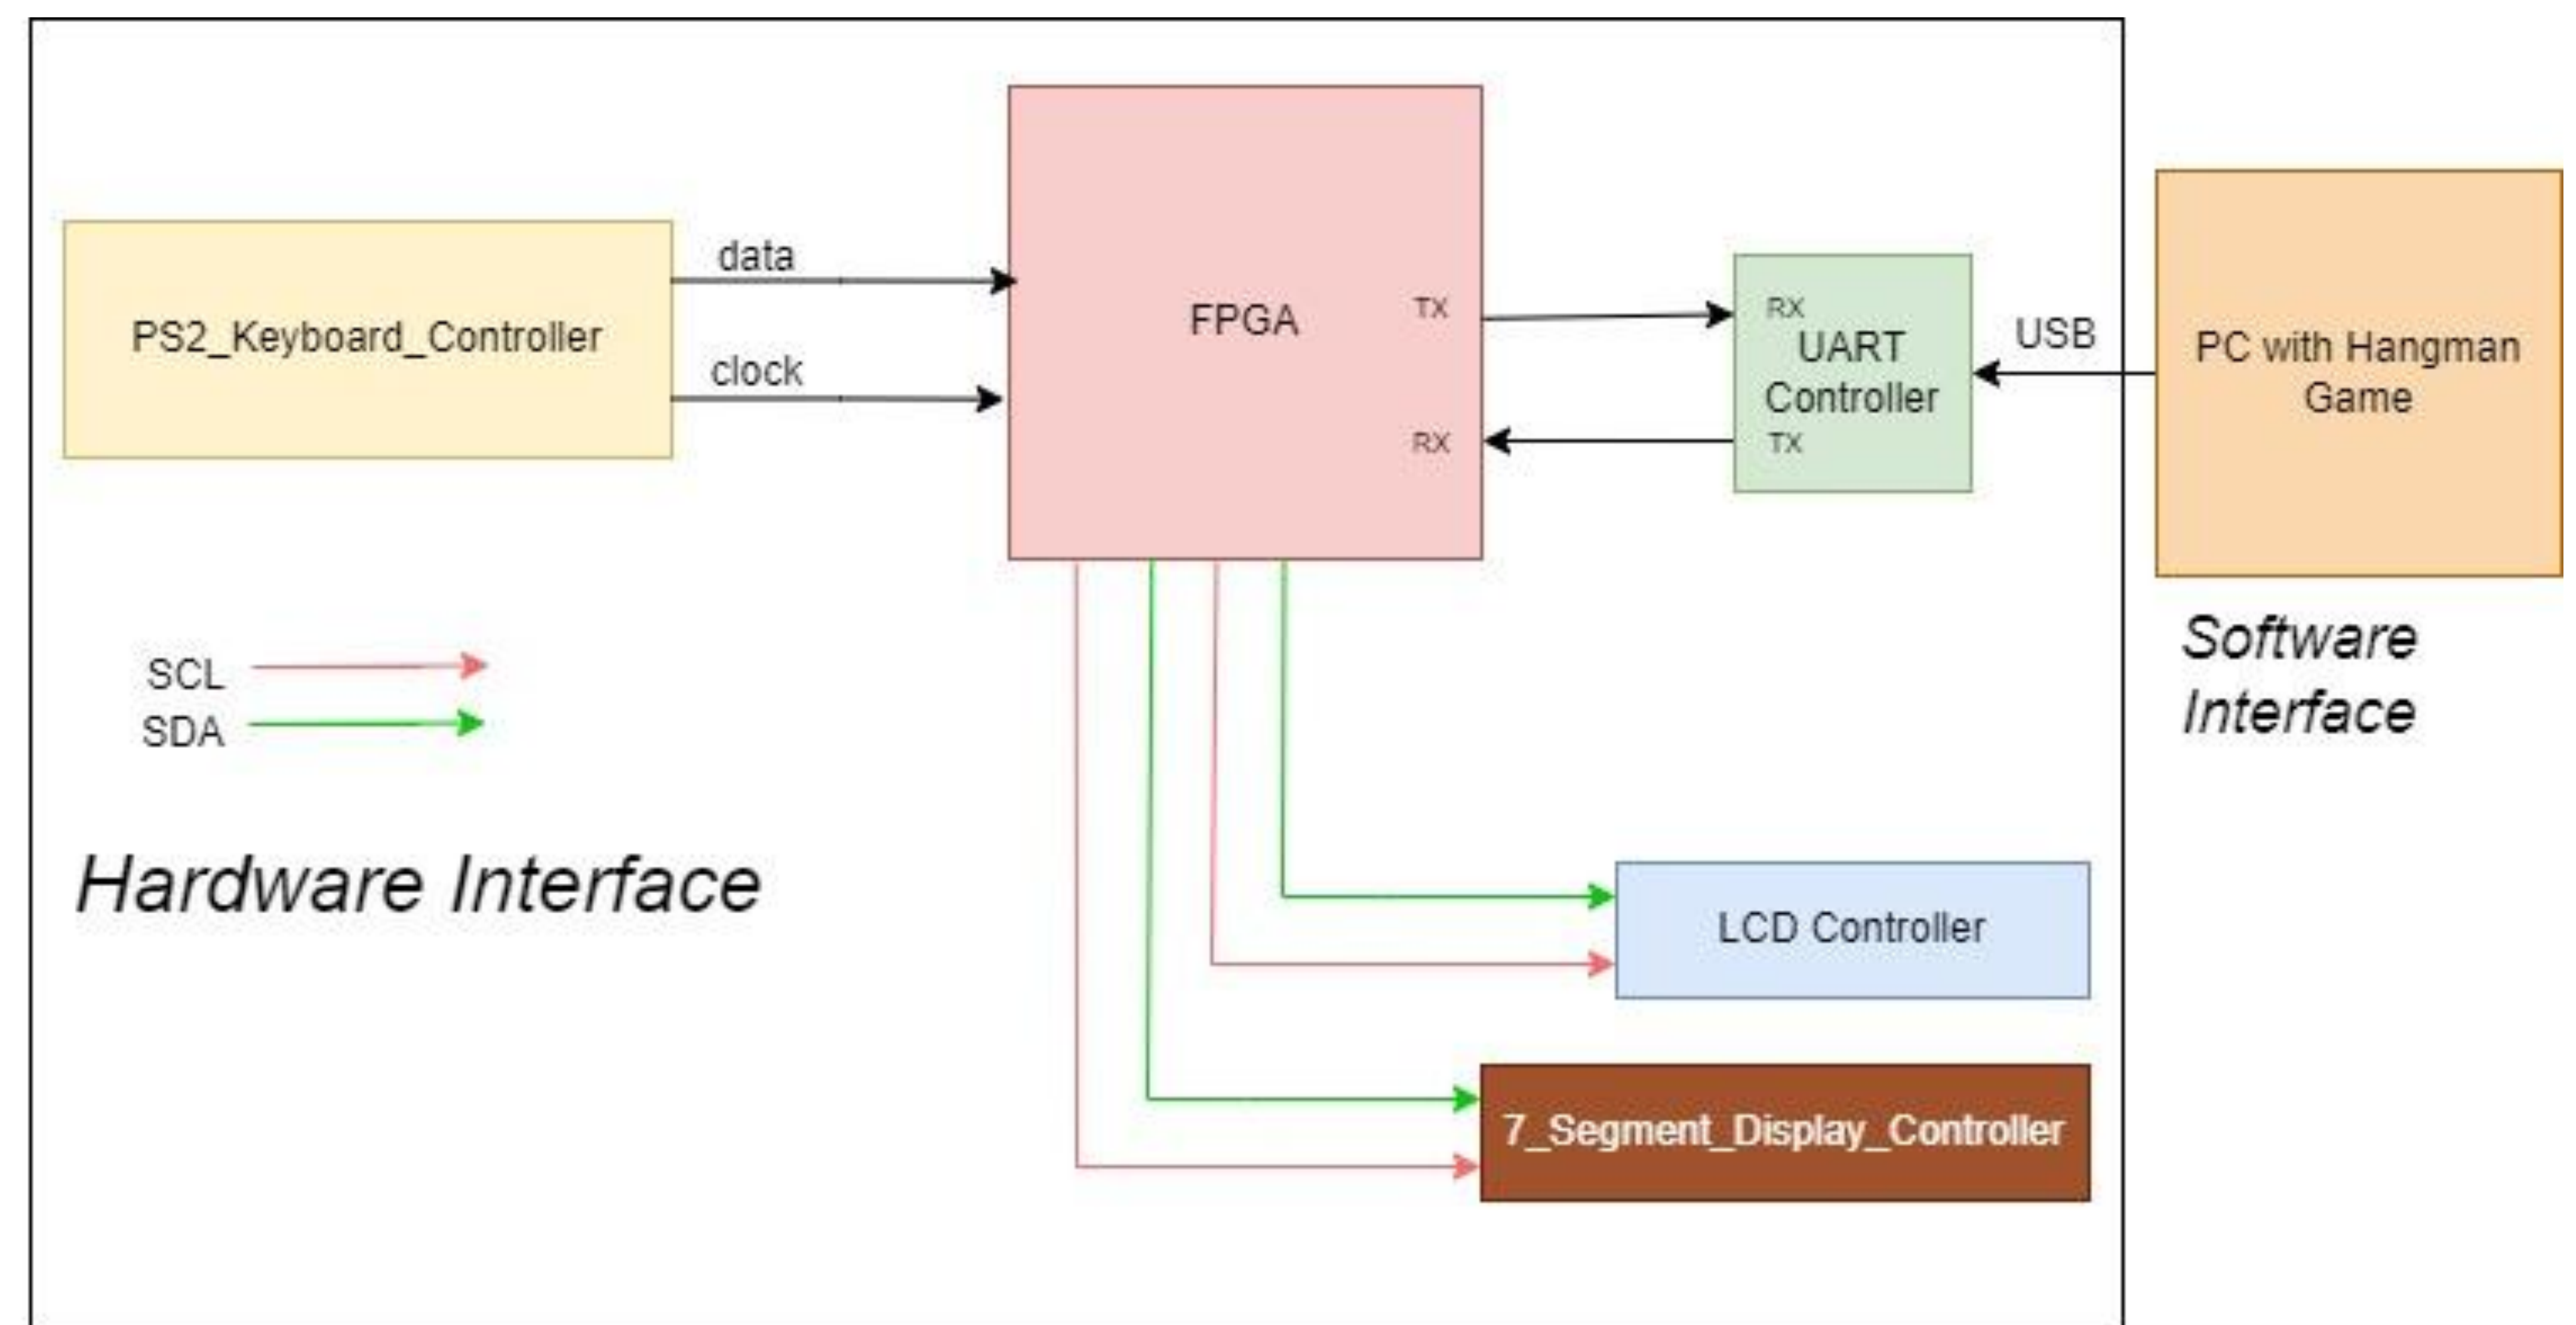 data
FPGA
TX
RX
PS2_Keyboard_Controller
clock
UART
Controller
RX
TX
USB
PC with Hangman
Game
Software
Interface
SCL
SDA
Hardware Interface
LCD Controller
7_Segment_Display_Controller